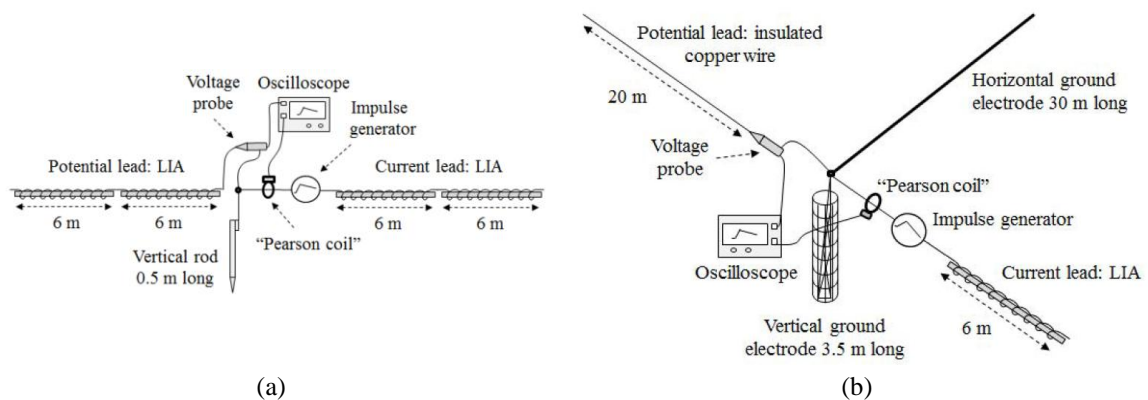 Voltage
probe
Oscilloscope
Impulse
generator
Potential lead: LIA
Current lead: LIA
6 m
6 m
6 m
6 m
"Pearson coil"
Vertical rod
0.5 m long
(a)
Potential lead: insulated
copper wire
20 m
Horizontal ground
electrode 30 m long
Voltage
probe
"Pearson coil"
Impulse generator
Oscilloscope
Current lead: LIA
6 m
Vertical ground
electrode 3.5 m long
(b)